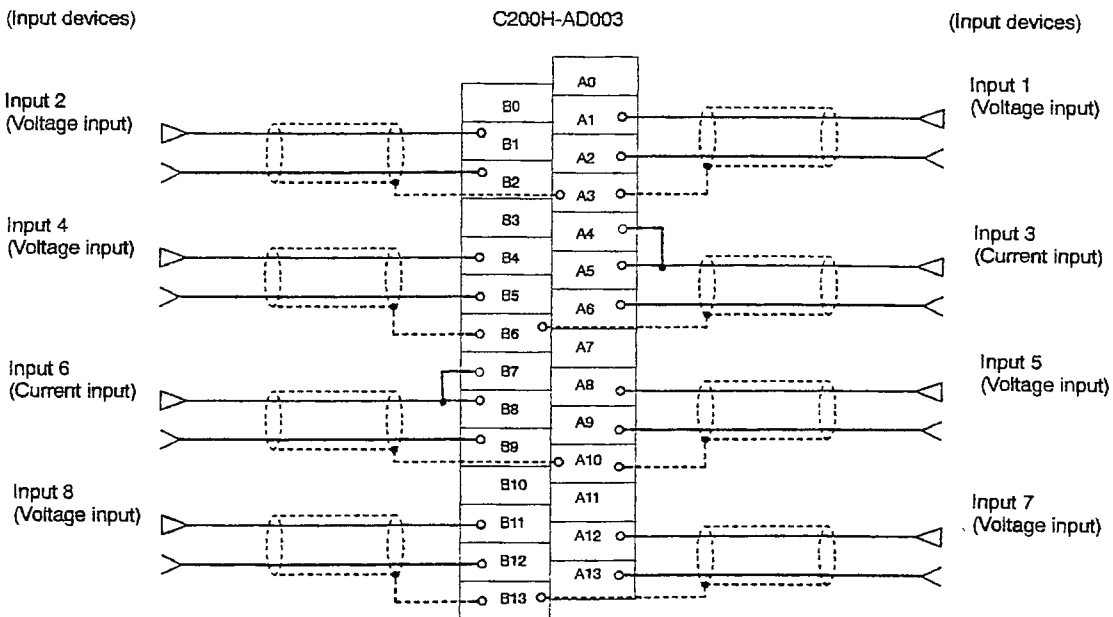 (Input devices)
C200H-AD003
(Input devices)
Input 2
(Voltage input)
Input 4
(Voltage input)
Input 6
(Current input)
Input 8
(Voltage input)
B0
B1
B2
B3
B4
B5
B6
B7
B8
B9
B10
B11
B12
B13
A0
A1
A2
A3
A4
A5
A6
A7
A8
A9
A10
A11
A12
A13
Input 1
(Voltage input)
Input 3
(Current input)
Input 5
(Voltage input)
Input 7
(Voltage input)